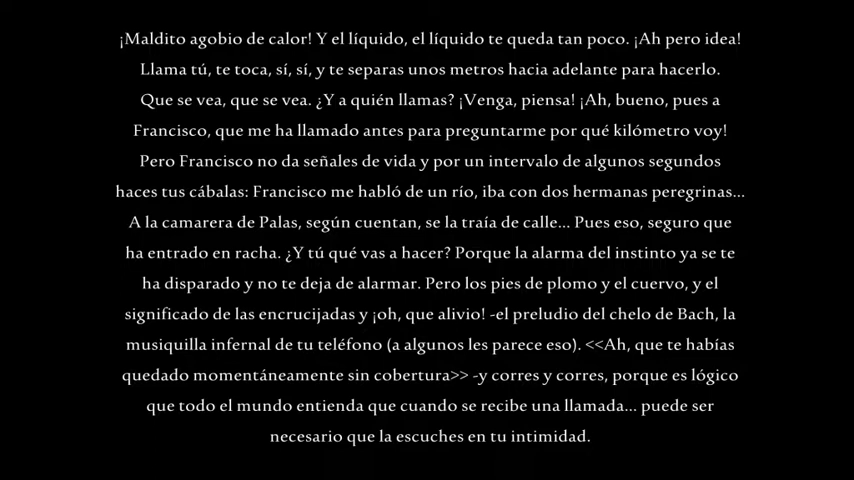 ¡Maldito agobio de calor! Y el líquido, el líquido te queda tan poco. ¡Ah pero idea!
Llama tú, te toca, sí, sí, y te separas unos metros hacia adelante para hacerlo.
Que se vea, que se vea. ¿Y a quién llamas? ¡Venga, piensa! ¡Ah, bueno, pues a
Francisco, que me ha llamado antes para preguntarme por qué kilómetro voy!
Pero Francisco no da señales de vida y por un intervalo de algunos segundos
haces tus cábalas: Francisco me habló de un río, iba con dos hermanas peregrinas...
A la camarera de Palas, según cuentan, se la traía de calle... Pues eso, seguro que
ha entrado en racha. ¿Y tú qué vas a hacer? Porque la alarma del instinto ya se te
ha disparado y no te deja de alarmar. Pero los pies de plomo y el cuervo, y el
significado de las encrucijadas y ¡oh, que alivio! -el preludio del chelo de Bach, la
musiquilla infernal de tu teléfono (a algunos les parece eso). <<Ah, que te habías
quedado momentáneamente sin cobertura>> -y corres y corres, porque es lógico
que todo el mundo entienda que cuando se recibe una llamada... puede ser
necesario que la escuches en tu intimidad.